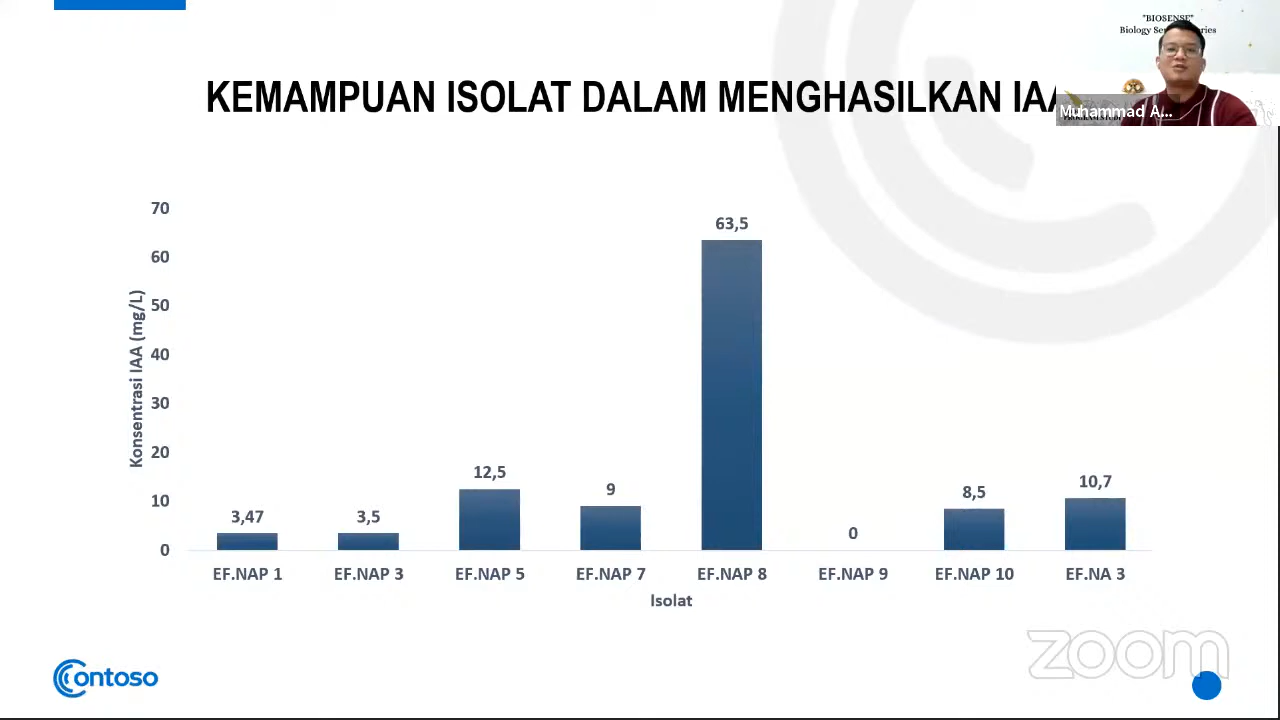 "BIOSENSE"
Biology
KEMAMPUAN ISOLAT DALAM MENGHASILKAN IAA
Muhammad A...
70
60
50
40
30
20
10
0
Konsentrasi IAA (mg/L)
3,47
3,5
12,5
9
63,5
0
8,5
10,7
EF.NAP 1
EF.NAP 3
EF.NAP 5
EF.NAP 7
EF.NAP 8
EF.NAP 9
EF.NAP 10
EF.NA 3
Isolat
Contoso
zoom